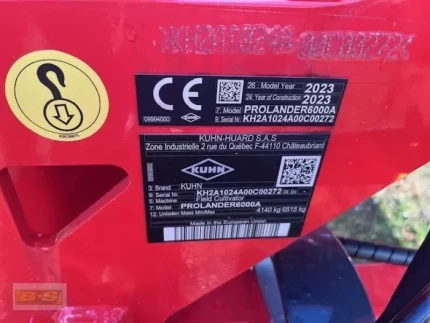 26: Model Year 2023
24: Year of Construction 2023
7: Model: PROLANDER6000A
8: Serial Nr: KH2A1024A00C00272
09994000
CE
KUHN-HUARD S.A.S
Zone Industrielle 2 rue du Québec F-44110 Châteaubriant
KUHN
3: Brand : KUHN
6: Serial Nr: KH2A1024A00C00272
5: Machine Field Cultivator
7: Model: PROLANDER6000A
12: Unladen Mass Min/Max 4140 kg 6515 kg
Made in the European Union
B+S